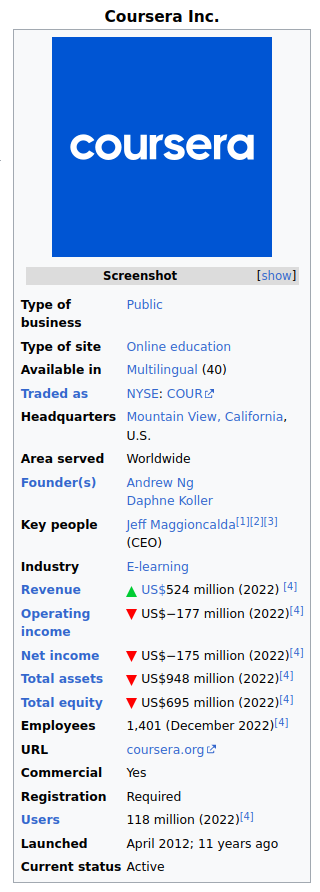 Coursera Inc.
coursera
Screenshot [show]
Type of business Public
Type of site Online education
Available in Multilingual (40)
Traded as NYSE: COUR
Headquarters Mountain View, California,
U.S.
Area served Worldwide
Founder(s) Andrew Ng
Daphne Koller
Key people Jeff Maggioncalda[1][2][3]
(CEO)
Industry E-learning
Revenue ▲ US$524 million (2022) [4]
Operating income ▼ US$−177 million (2022)[4]
Net income ▼ US$−175 million (2022)[4]
Total assets ▼ US$948 million (2022)[4]
Total equity ▼ US$695 million (2022)[4]
Employees 1,401 (December 2022)[4]
URL coursera.org
Commercial Yes
Registration Required
Users 118 million (2022)[4]
Launched April 2012; 11 years ago
Current status Active